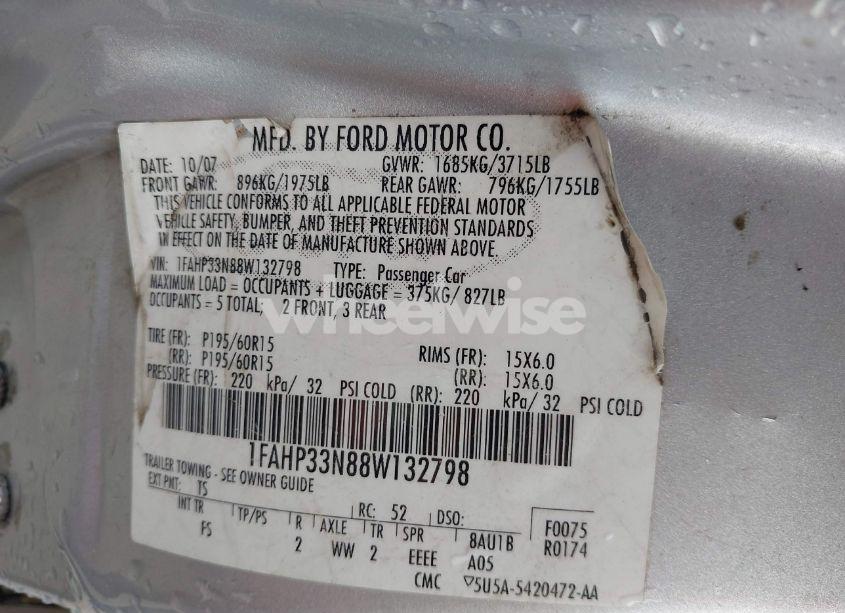 MFD. BY FORD MOTOR CO.
DATE: 10/07 GVWR: 1685KG/3715LB
FRONT GAWR: 896KG/1975LB REAR GAWR: 796KG/1755LB
THIS VEHICLE CONFORMS TO ALL APPLICABLE FEDERAL MOTOR
VEHICLE SAFETY, BUMPER, AND THEFT PREVENTION STANDARDS
IN EFFECT ON THE DATE OF MANUFACTURE SHOWN ABOVE.
VIN: 1FAHP33N88W132798 TYPE: Passenger Car
MAXIMUM LOAD = OCCUPANTS + LUGGAGE = 375KG/ 827LB
OCCUPANTS = 5 TOTAL; 2 FRONT, 3 REAR
wheelwise
TIRE (FR): P195/60R15 RIMS (FR): 15X6.0
(RR): P195/60R15 (RR): 15X6.0
PRESSURE (FR): 220 kPa/ 32 PSI COLD (RR): 220 kPa/ 32 PSI COLD
1FAHP33N88W132798
TRAILER TOWING - SEE OWNER GUIDE
EXT PNT: TS RC: 52 DSO: F0075
INT TR TP/PS R AXLE TR SPR 8AU1B R0174
FS 2 WW 2 EEEE A05
CMC ▽5U5A-5420472-AA